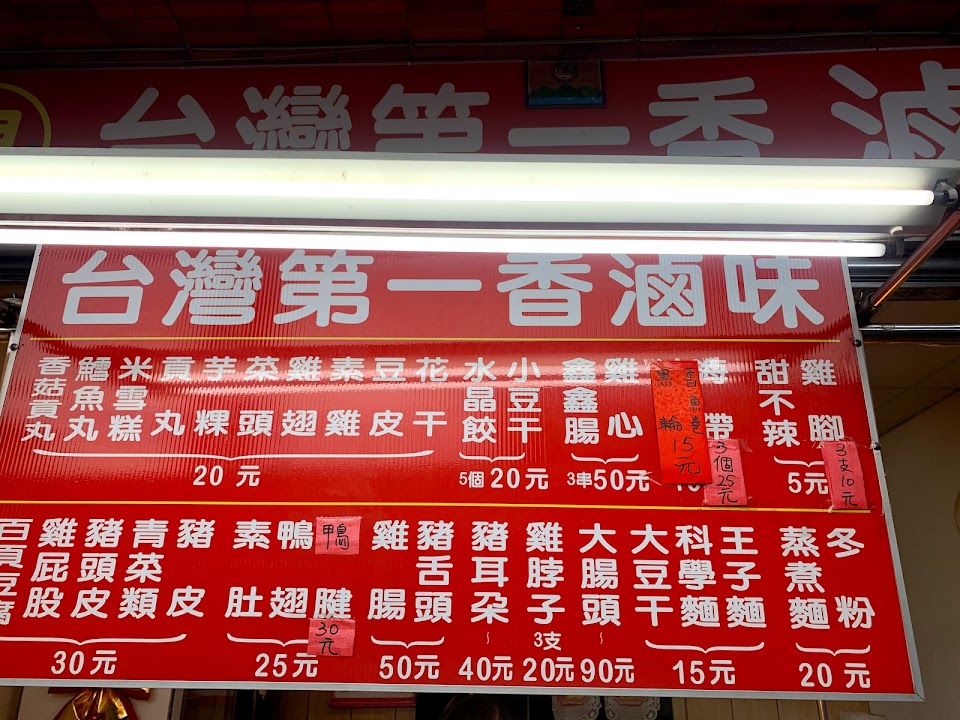 台灣第一香滷
台灣第一香滷味
香菇貢丸
鱈魚丸
米雪糕
貢丸
芋粿
菜頭
雞翅
素雞
豆皮
花干
20元
水晶餃
小豆干
5個20元
鑫鑫腸
雞心
3串50元
香魚卷
黑輪
15元
帶
3個25元
甜不辣
雞腳
5元
3支10元
百頁豆腐
雞屁股
豬頭皮
青菜類
豬皮
30元
素肚
鴨翅
鴨腱
25元
30元
雞腸
豬舌頭
50元
豬耳朵
~
40元
雞脖子
3支
20元
大腸頭
~
90元
大豆干
科學麵
王子麵
15元
蒸煮麵
冬粉
20元